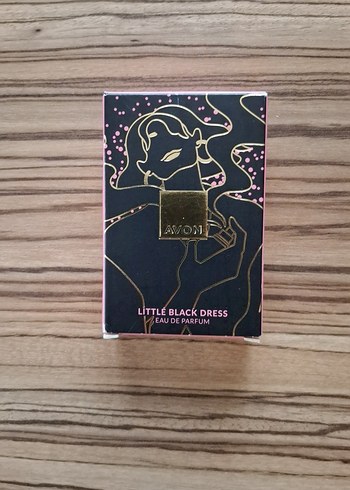 AVON
LITTLE BLACK DRESS
EAU DE PARFUM